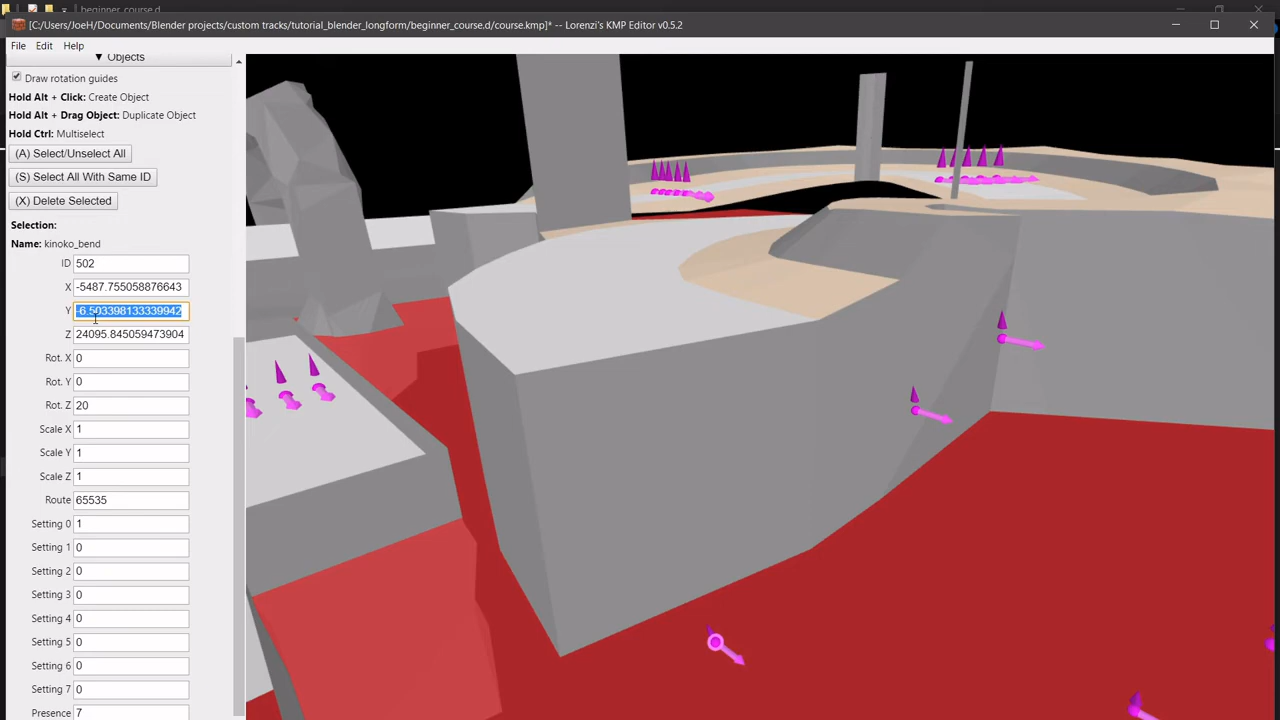 beginner_course.d
[C:/Users/JoeH/Documents/Blender projects/custom tracks/tutorial_blender_longform/beginner_course.d/course.kmp]* -- Lorenzi's KMP Editor v0.5.2
File Edit Help
▼ Objects
Draw rotation guides
Hold Alt + Click: Create Object
Hold Alt + Drag Object: Duplicate Object
Hold Ctrl: Multiselect
(A) Select/Unselect All
(S) Select All With Same ID
(X) Delete Selected
Selection:
Name: kinoko_bend
ID 502
X -5487.755058876643
Y -6.503398133339942
Z 24095.845059473904
Rot. X 0
Rot. Y 0
Rot. Z 20
Scale X 1
Scale Y 1
Scale Z 1
Route 65535
Setting 0 1
Setting 1 0
Setting 2 0
Setting 3 0
Setting 4 0
Setting 5 0
Setting 6 0
Setting 7 0
Presence 7